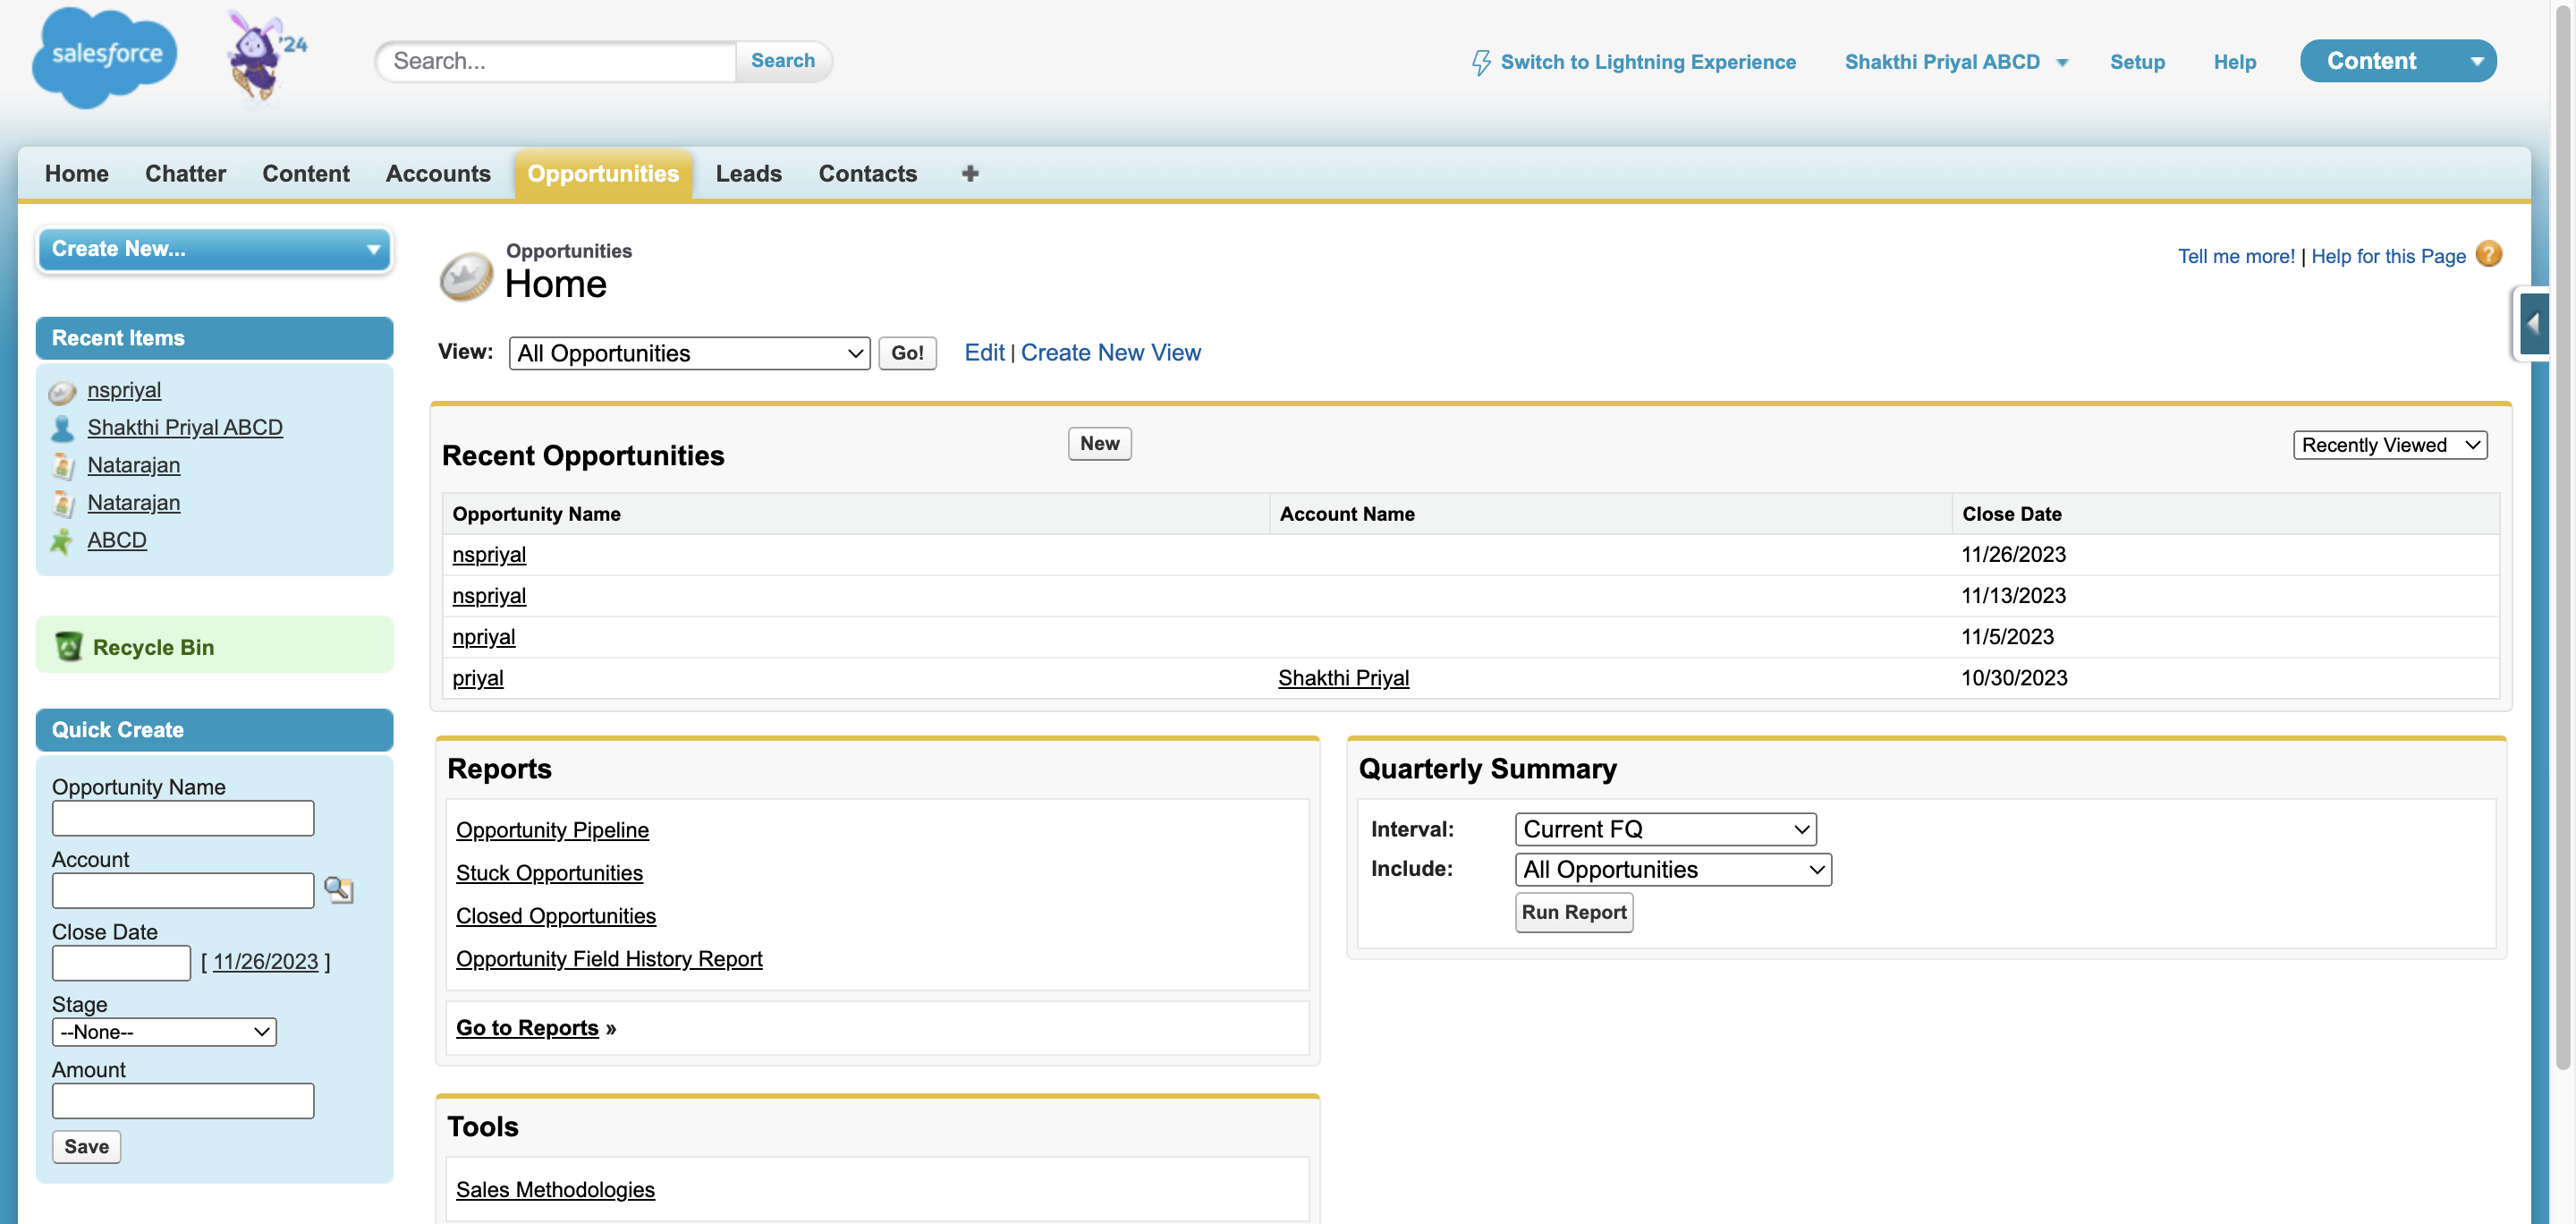 salesforce
'24
Search...
Search
Switch to Lightning Experience
Shakthi Priyal ABCD
Setup
Help
Content
Home
Chatter
Content
Accounts
Opportunities
Leads
Contacts
+
Create New...
Recent Items
nspriyal
Shakthi Priyal ABCD
Natarajan
Natarajan
ABCD
Recycle Bin
Quick Create
Opportunity Name
Account
Close Date
[ 11/26/2023 ]
Stage
--None--
Amount
Save
Opportunities
Home
Tell me more! | Help for this Page ?
View: All Opportunities Go! Edit | Create New View
Recent Opportunities
New
Recently Viewed
Opportunity Name Account Name Close Date
nspriyal 11/26/2023
nspriyal 11/13/2023
npriyal 11/5/2023
priyal Shakthi Priyal 10/30/2023
Reports
Opportunity Pipeline
Stuck Opportunities
Closed Opportunities
Opportunity Field History Report
Go to Reports »
Quarterly Summary
Interval: Current FQ
Include: All Opportunities
Run Report
Tools
Sales Methodologies